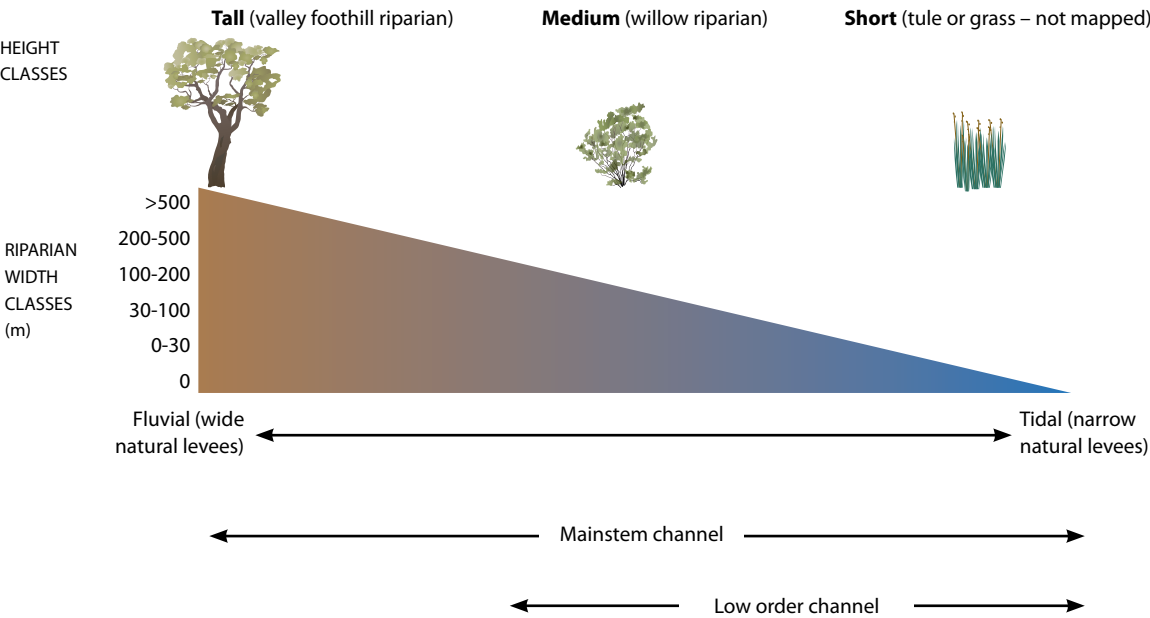 Tall (valley foothill riparian)
Medium (willow riparian)
Short (tule or grass – not mapped)
HEIGHT
CLASSES
>500
200-500
100-200
30-100
0-30
0
RIPARIAN
WIDTH
CLASSES
(m)
Fluvial (wide
natural levees)
Tidal (narrow
natural levees)
Mainstem channel
Low order channel